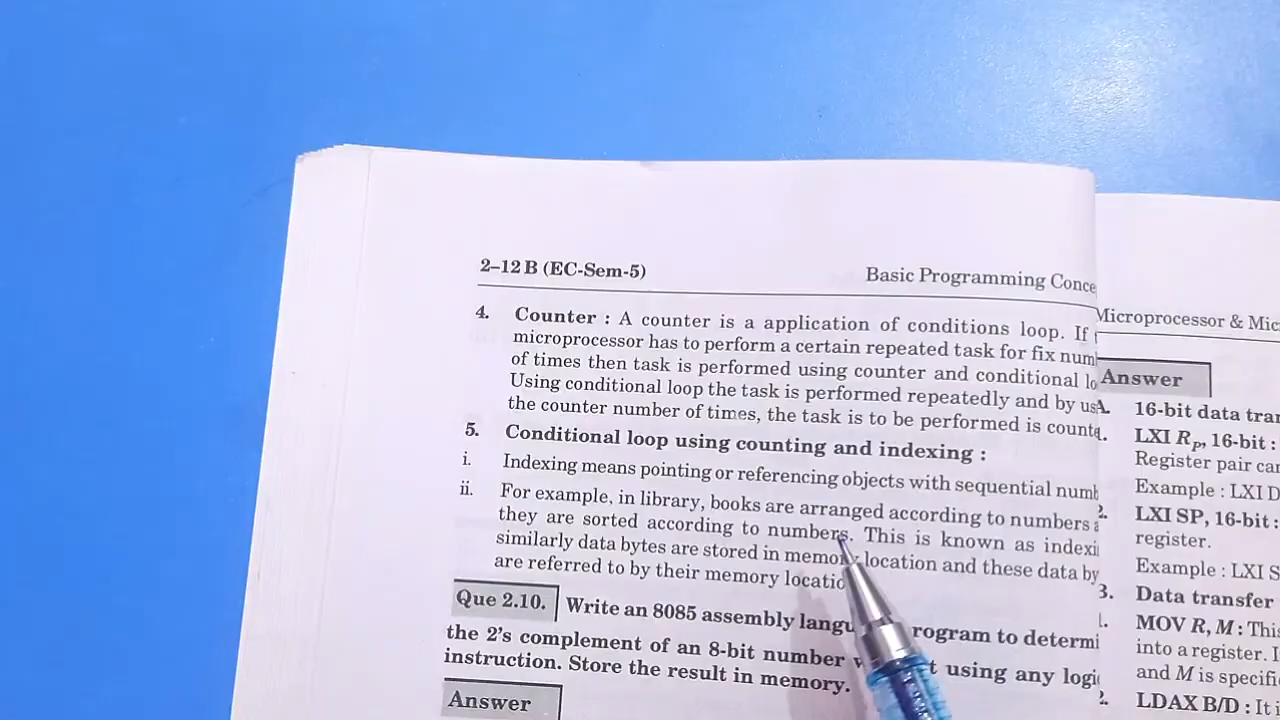 2–12 B (EC-Sem-5)
Basic Programming Conce
4. Counter : A counter is a application of conditions loop. If
microprocessor has to perform a certain repeated task for fix num
of times then task is performed using counter and conditional lo
Using conditional loop the task is performed repeatedly and by us
the counter number of times, the task is to be performed is counte
5. Conditional loop using counting and indexing :
i. Indexing means pointing or referencing objects with sequential numb
ii. For example, in library, books are arranged according to numbers
they are sorted according to numbers. This is known as indexi
similarly data bytes are stored in memory location and these data by
are referred to by their memory locatio
Que 2.10. Write an 8085 assembly langu rogram to determi
the 2's complement of an 8-bit number t using any logi
instruction. Store the result in memory.
Answer
Microprocessor & Mic
Answer
A. 16-bit data tran
LXI RP, 16-bit :
Register pair can
Example : LXI D
2. LXI SP, 16-bit :
register.
Example : LXI S
3. Data transfer
MOV R, M : This
into a register. I
and M is specifi
2. LDAX B/D : It i